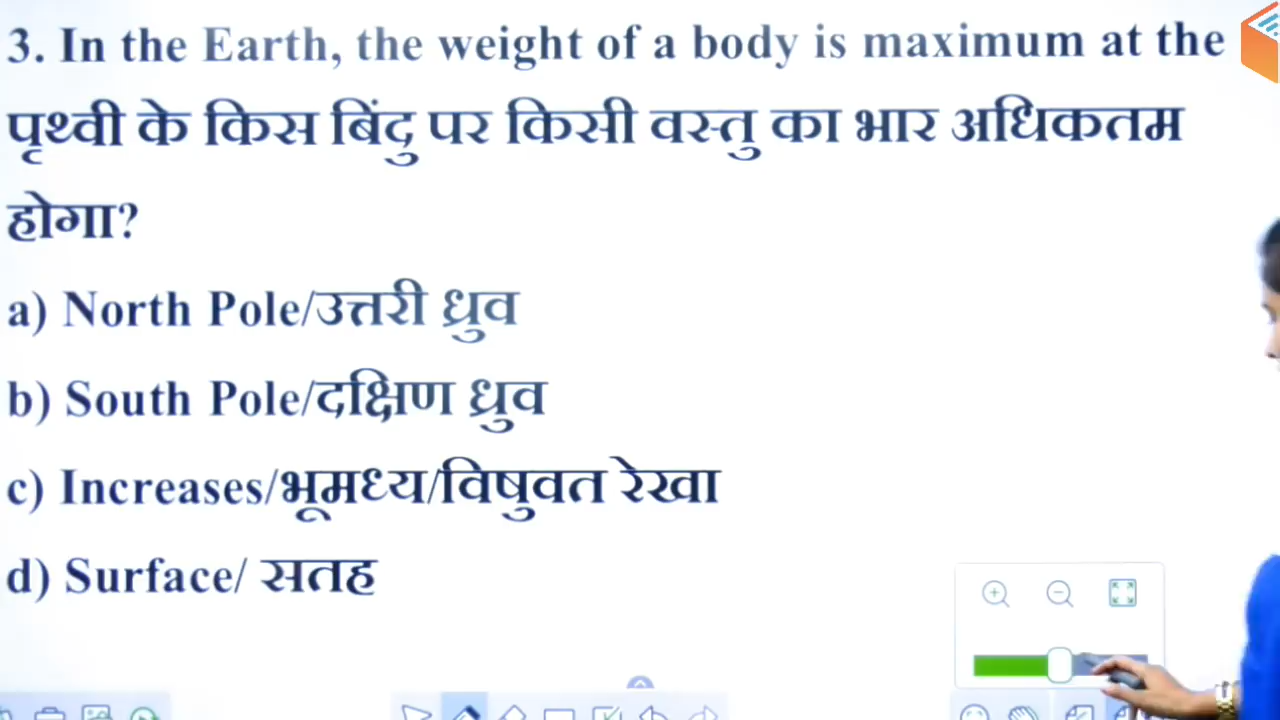 3. In the Earth, the weight of a body is maximum at the
पृथ्वी के किस बिंदु पर किसी वस्तु का भार अधिकतम
होगा?
a) North Pole/उत्तरी ध्रुव
b) South Pole/दक्षिण ध्रुव
c) Increases/भूमध्य/विषुवत रेखा
d) Surface/ सतह